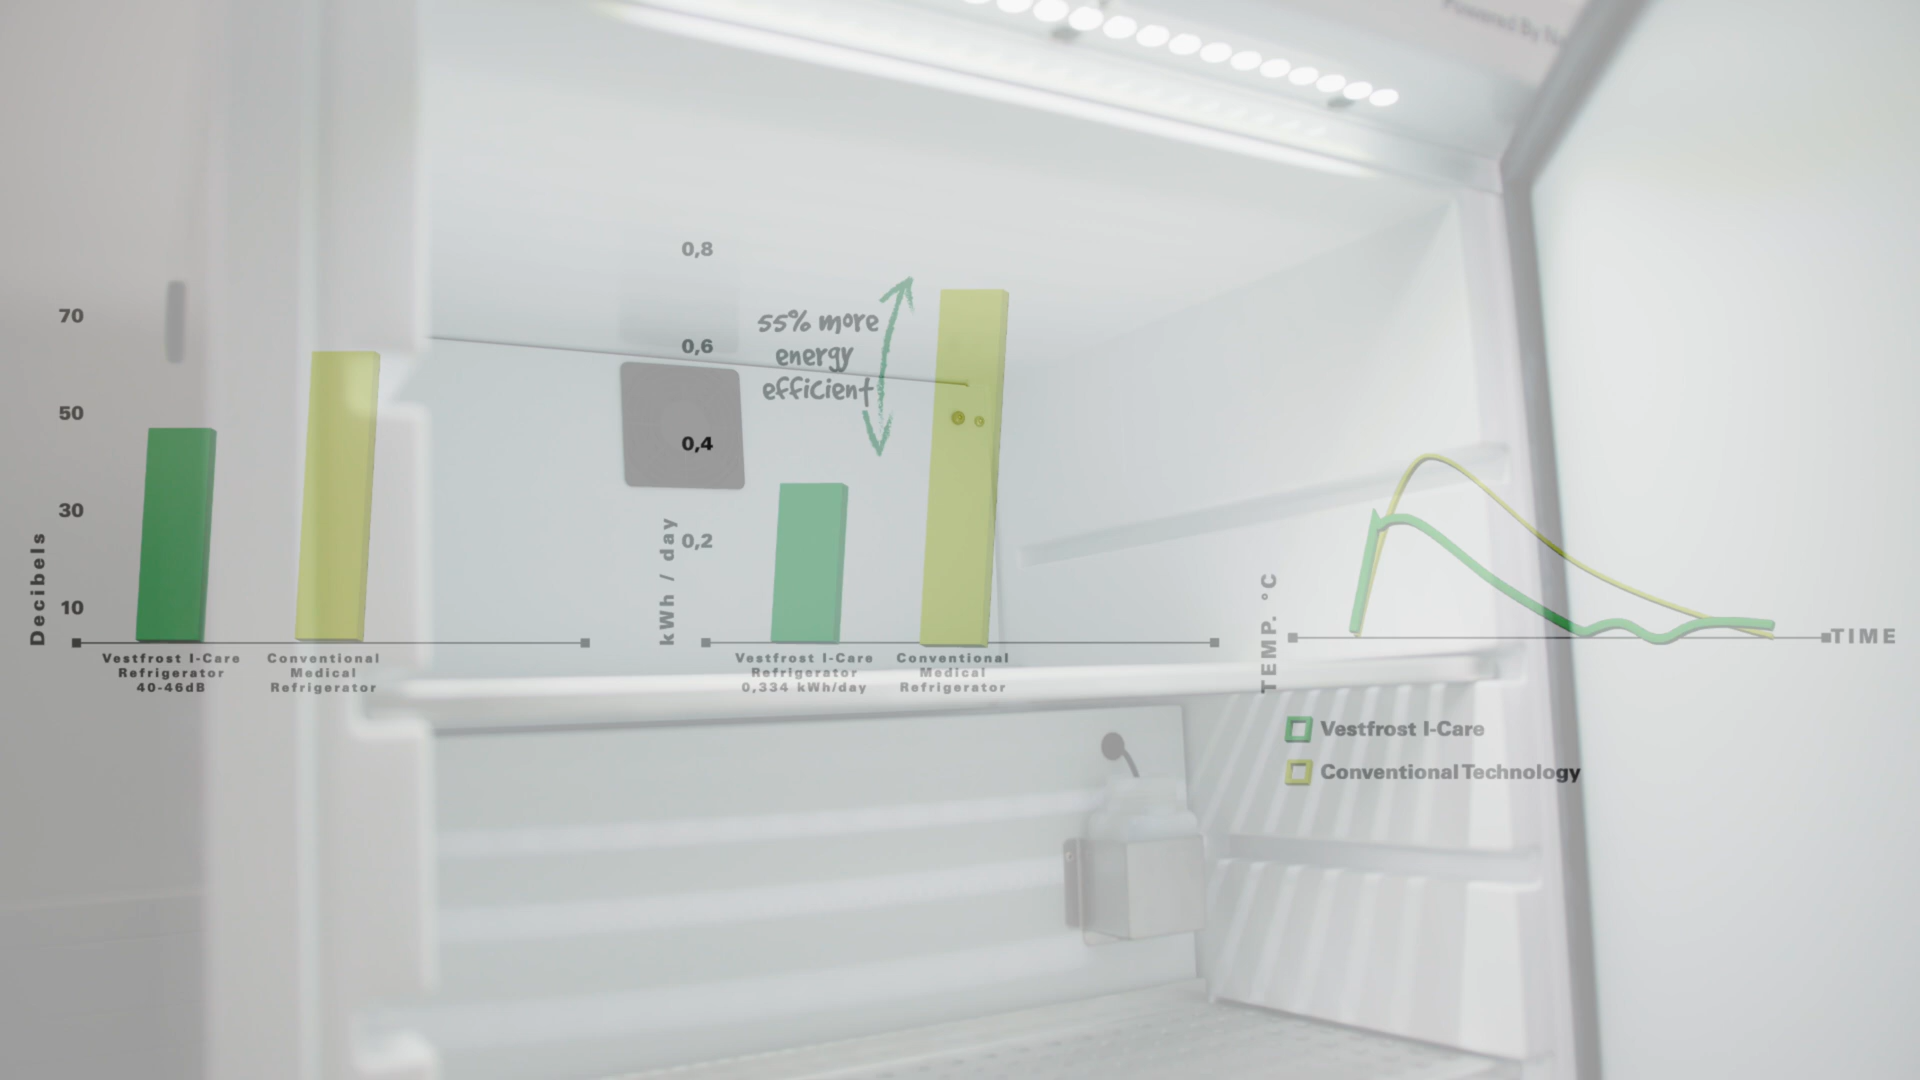 Powered By
70
50
30
10
Decibels
Vestfrost I-Care
Refrigerator
40-46dB
Conventional
Medical
Refrigerator
0,8
0,6
0,4
0,2
kWh / day
55% more
energy
efficient
Vestfrost I-Care
Refrigerator
0,334 kWh/day
Conventional
Medical
Refrigerator
TEMP. °C
TIME
Vestfrost I-Care
Conventional Technology